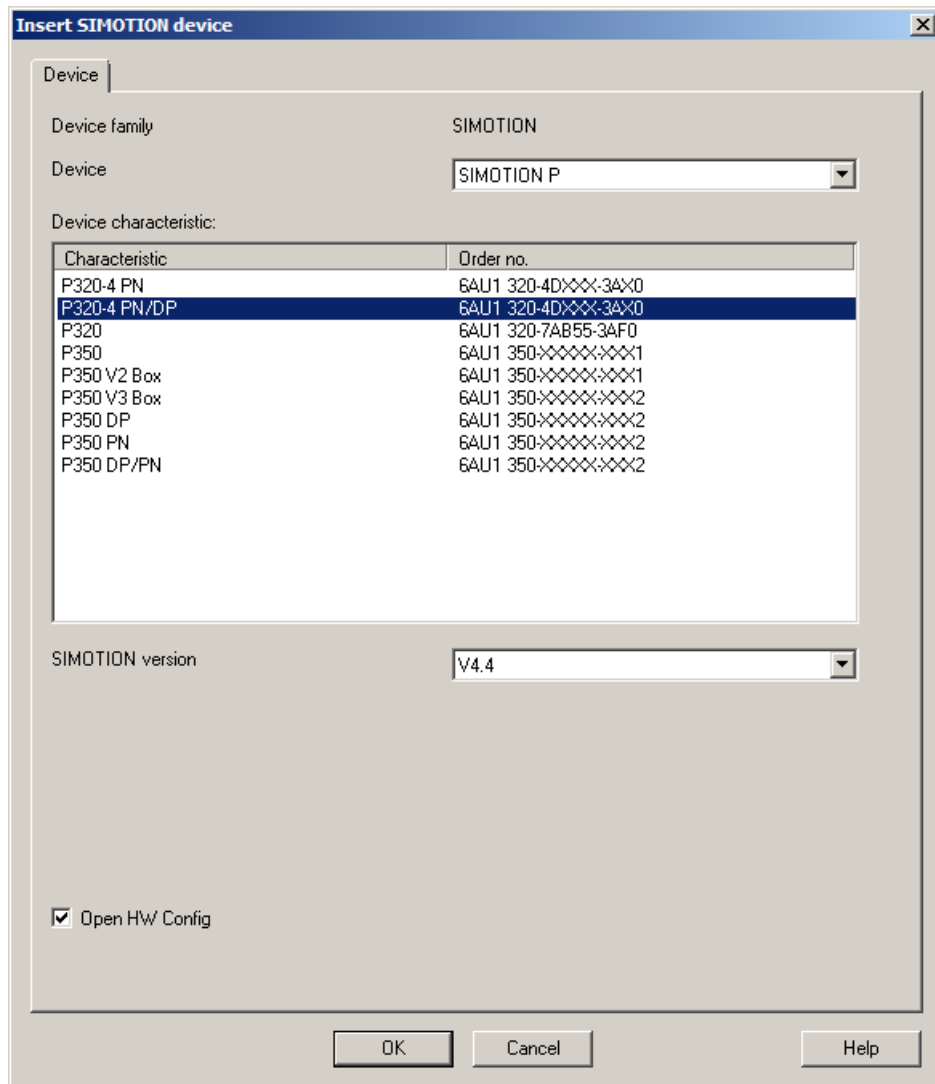 Insert SIMOTION device
Device
Device family SIMOTION
Device SIMOTION P
Device characteristic:
Characteristic Order no.
P320-4 PN 6AU1 320-4DXXX-3AX0
P320-4 PN/DP 6AU1 320-4DXXX-3AX0
P320 6AU1 320-7AB55-3AF0
P350 6AU1 350-XXXXX-XXX1
P350 V2 Box 6AU1 350-XXXXX-XXX1
P350 V3 Box 6AU1 350-XXXXX-XXX2
P350 DP 6AU1 350-XXXXX-XXX2
P350 PN 6AU1 350-XXXXX-XXX2
P350 DP/PN 6AU1 350-XXXXX-XXX2
SIMOTION version V4.4
Open HW Config
OK Cancel Help